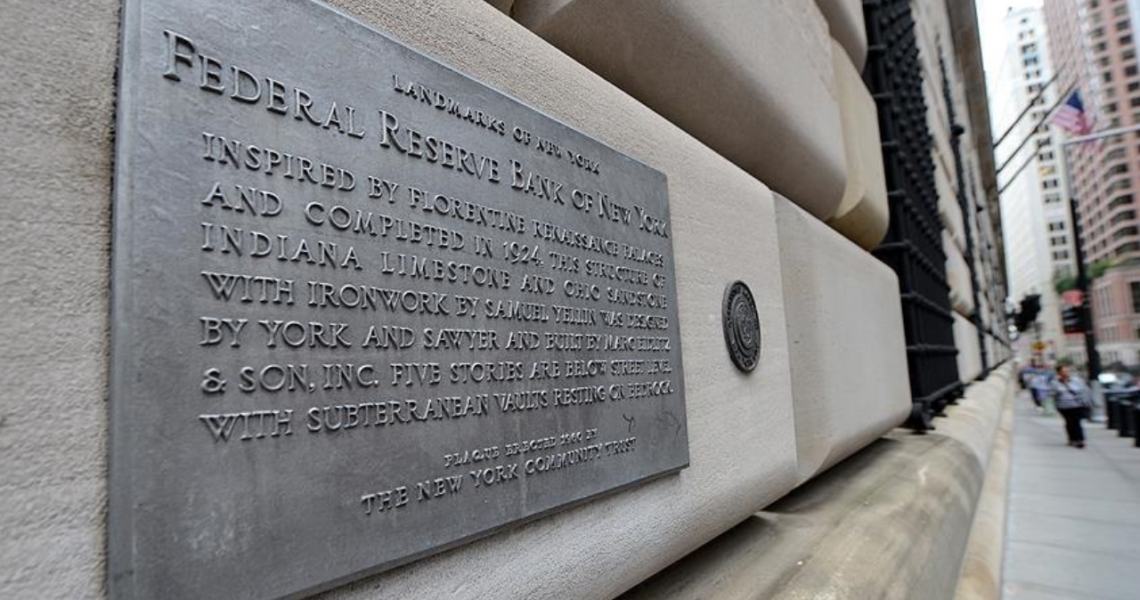 LANDMARKS OF NEW YORK
FEDERAL RESERVE BANK OF NEW YORK
INSPIRED BY FLORENTINE RENAISSANCE PALACES
AND COMPLETED IN 1924, THIS STRUCTURE OF
INDIANA LIMESTONE AND OHIO SANDSTONE
WITH IRONWORK BY SAMUEL YELLIN WAS DESIGNED
BY YORK AND SAWYER AND BUILT BY MARC EIDLITZ
& SON, INC. FIVE STORIES ARE BELOW STREET LEVEL
WITH SUBTERRANEAN VAULTS RESTING ON BEDROCK.
PLAQUE ERECTED BY
THE NEW YORK COMMUNITY TRUST